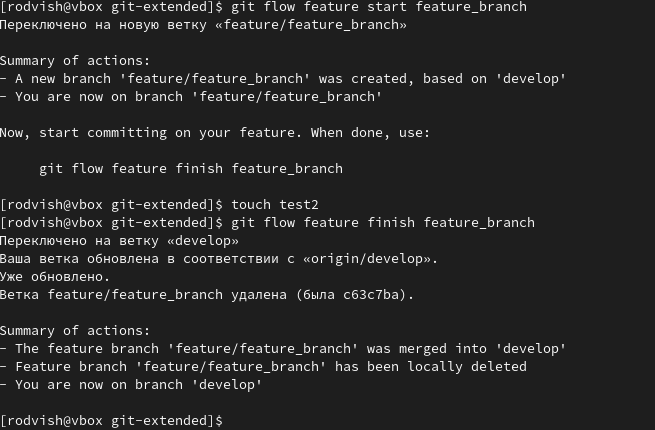 [rodvish@vbox git-extended]$ git flow feature start feature_branch
Переключено на новую ветку «feature/feature_branch»
Summary of actions:
- A new branch 'feature/feature_branch' was created, based on 'develop'
- You are now on branch 'feature/feature_branch'
Now, start committing on your feature. When done, use:
git flow feature finish feature_branch
[rodvish@vbox git-extended]$ touch test2
[rodvish@vbox git-extended]$ git flow feature finish feature_branch
Переключено на ветку «develop»
Ваша ветка обновлена в соответствии с «origin/develop».
Уже обновлено.
Ветка feature/feature_branch удалена (была c63c7ba).
Summary of actions:
- The feature branch 'feature/feature_branch' was merged into 'develop'
- Feature branch 'feature/feature_branch' has been locally deleted
- You are now on branch 'develop'
[rodvish@vbox git-extended]$